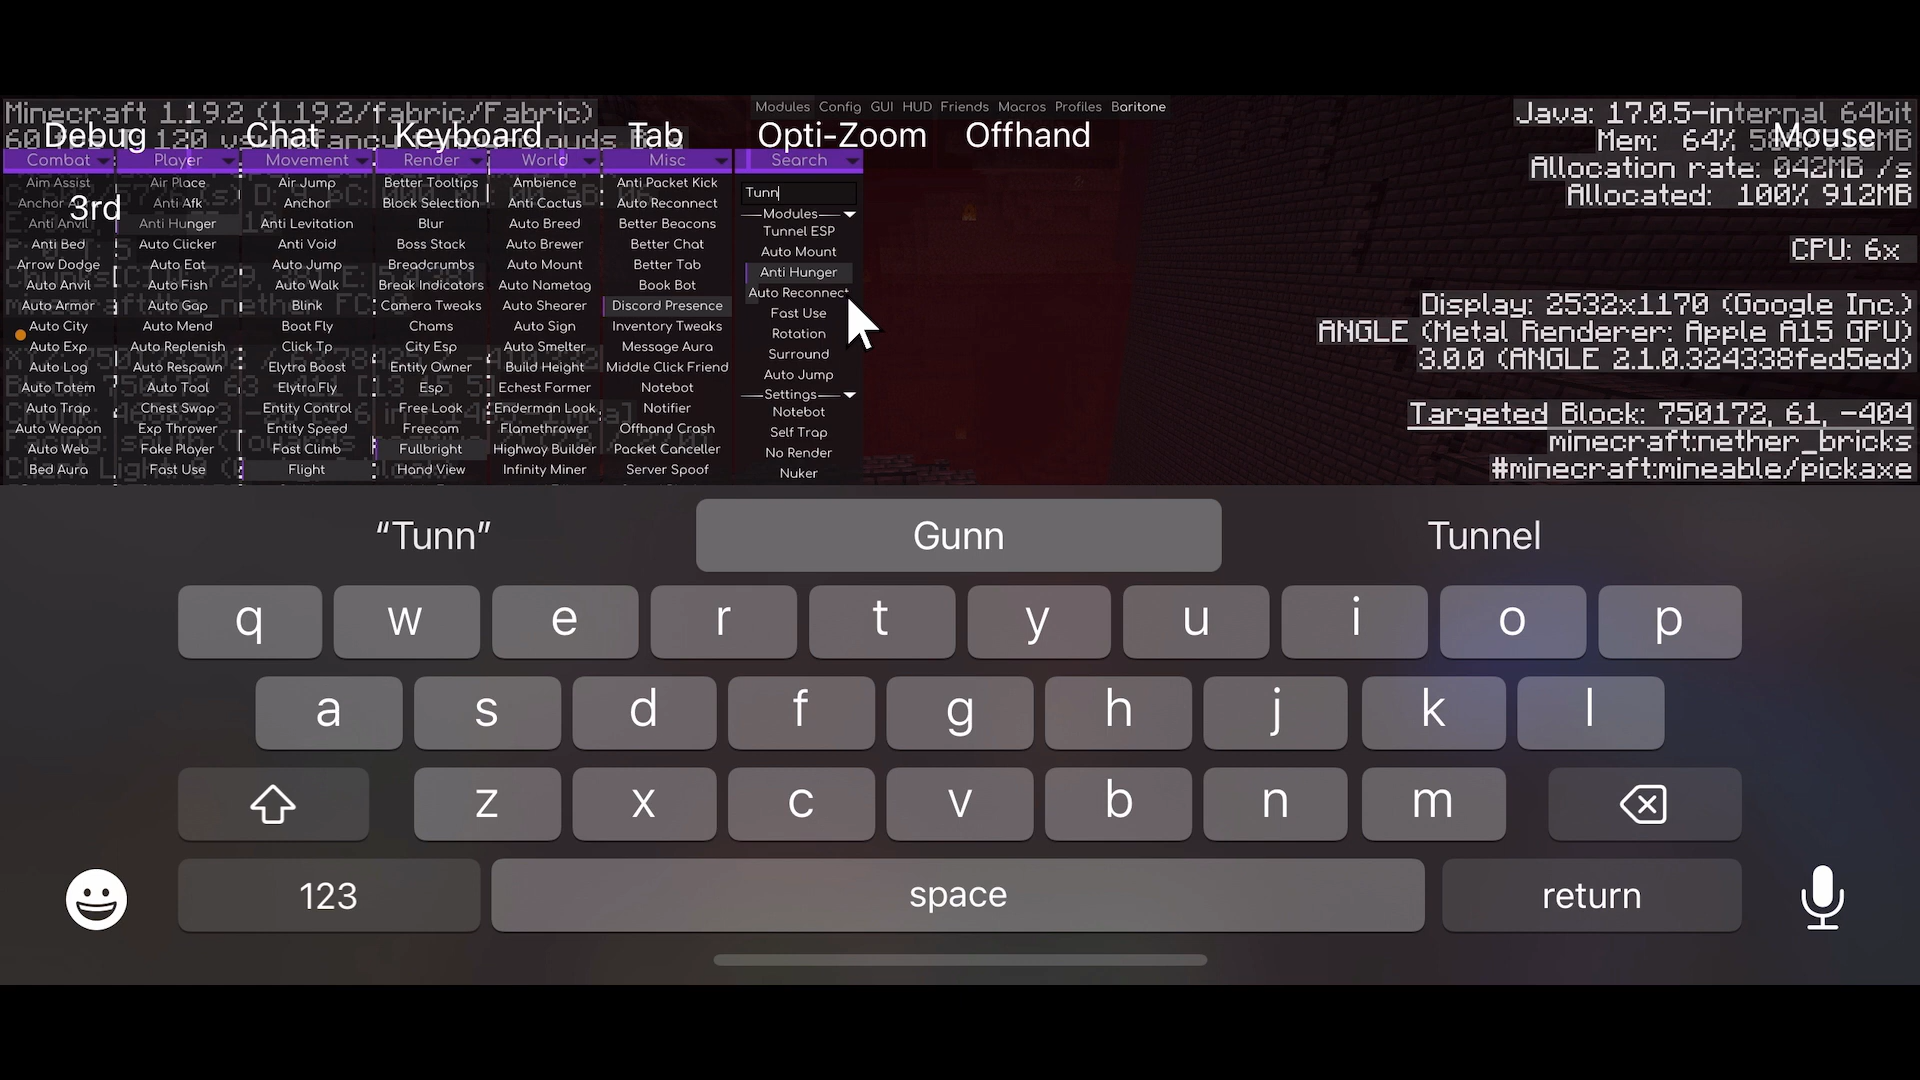 Minecraft 1.19.2 (1.19.2/fabric/Fabric)
Modules Config GUI HUD Friends Macros Profiles Baritone
Java: 17.0.5-internal 64bit
Debug Chat Keyboard Tab Opti-Zoom Offhand Mouse
Mem: 64%
Combat Player Movement Render World Misc Search
Allocation rate: 042MB /s
Allocated: 100% 912MB
3rd
Aim Assist
Anti Anvil
Anti Bed
Arrow Dodge
Auto Anvil
Auto Armor
Auto City
Auto Exp
Auto Log
Auto Totem
Auto Trap
Auto Weapon
Auto Web
Bed Aura
Air Place
Anti Afk
Anti Hunger
Auto Clicker
Auto Eat
Auto Fish
Auto Gap
Auto Mend
Auto Replenish
Auto Respawn
Auto Tool
Chest Swap
Exp Thrower
Fake Player
Fast Use
Air Jump
Anchor
Anti Levitation
Anti Void
Auto Jump
Auto Walk
Blink
Boat Fly
Click Tp
Elytra Boost
Elytra Fly
Entity Control
Entity Speed
Fast Climb
Flight
Better Tooltips
Block Selection
Blur
Boss Stack
Breadcrumbs
Break Indicators
Camera Tweaks
Chams
City Esp
Entity Owner
Esp
Free Look
Freecam
Fullbright
Hand View
Ambience
Anti Cactus
Auto Breed
Auto Brewer
Auto Mount
Auto Nametag
Auto Shearer
Auto Sign
Auto Smelter
Build Height
Echest Farmer
Enderman Look
Flamethrower
Highway Builder
Infinity Miner
Anti Packet Kick
Auto Reconnect
Better Beacons
Better Chat
Better Tab
Book Bot
Discord Presence
Inventory Tweaks
Message Aura
Middle Click Friend
Notebot
Notifier
Offhand Crash
Packet Canceller
Server Spoof
Tunn
Modules
Tunnel ESP
Auto Mount
Anti Hunger
Auto Reconnect
Fast Use
Rotation
Surround
Auto Jump
Settings
Notebot
Self Trap
No Render
Nuker
CPU: 6x
Display: 2532x1170 (Google Inc.)
ANGLE (Metal Renderer: Apple A15 GPU)
3.0.0 (ANGLE 2.1.0.324338fed5ed)
Targeted Block: 750172, 61, -404
minecraft:nether_bricks
#minecraft:mineable/pickaxe
“Tunn” Gunn Tunnel
q w e r t y u i o p
a s d f g h j k l
z x c v b n m
123 space return